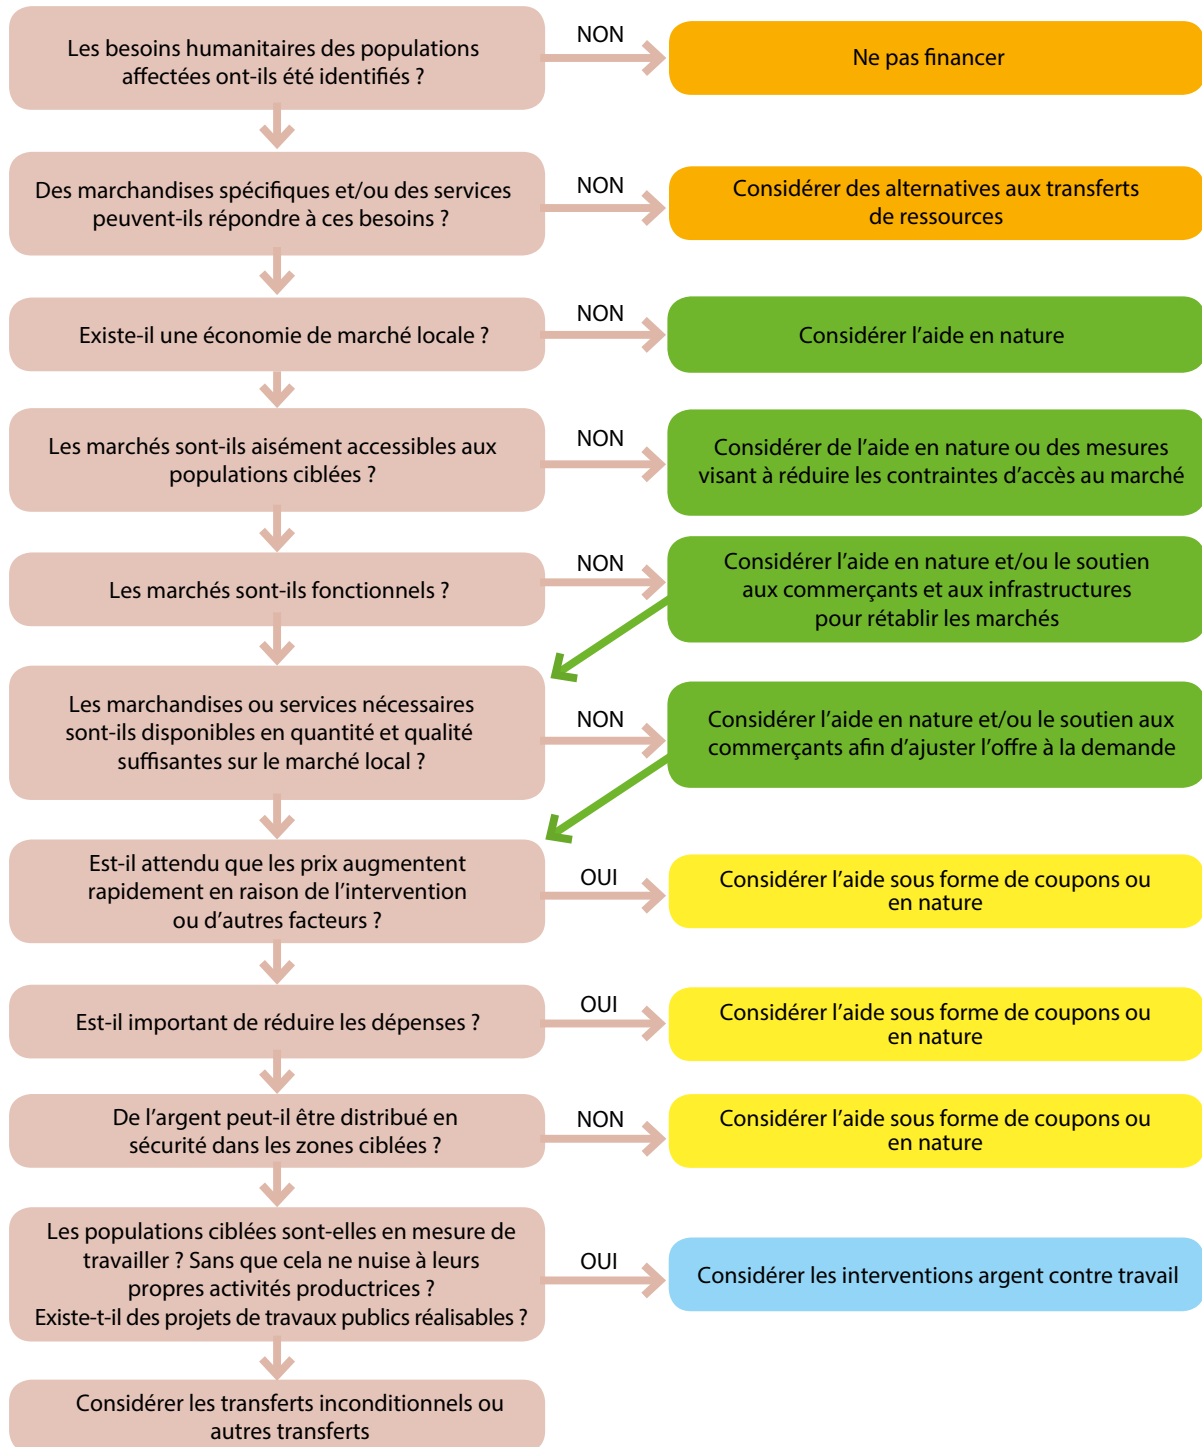 Les besoins humanitaires des populations
affectées ont-ils été identifiés ?
NON
Ne pas financer
Des marchandises spécifiques et/ou des services
peuvent-ils répondre à ces besoins ?
NON
Considérer des alternatives aux transferts
de ressources
Existe-il une économie de marché locale ?
NON
Considérer l'aide en nature
Les marchés sont-ils aisément accessibles aux
populations ciblées ?
NON
Considérer de l'aide en nature ou des mesures
visant à réduire les contraintes d'accès au marché
Les marchés sont-ils fonctionnels ?
NON
Considérer l'aide en nature et/ou le soutien
aux commerçants et aux infrastructures
pour rétablir les marchés
Les marchandises ou services nécessaires
sont-ils disponibles en quantité et qualité
suffisantes sur le marché local ?
NON
Considérer l'aide en nature et/ou le soutien aux
commerçants afin d'ajuster l'offre à la demande
Est-il attendu que les prix augmentent
rapidement en raison de l'intervention
ou d'autres facteurs ?
OUI
Considérer l'aide sous forme de coupons ou
en nature
Est-il important de réduire les dépenses ?
OUI
Considérer l'aide sous forme de coupons ou
en nature
De l'argent peut-il être distribué en
sécurité dans les zones ciblées ?
NON
Considérer l'aide sous forme de coupons ou
en nature
Les populations ciblées sont-elles en mesure de
travailler ? Sans que cela ne nuise à leurs
propres activités productrices ?
Existe-t-il des projets de travaux publics réalisables ?
OUI
Considérer les interventions argent contre travail
Considérer les transferts inconditionnels ou
autres transferts